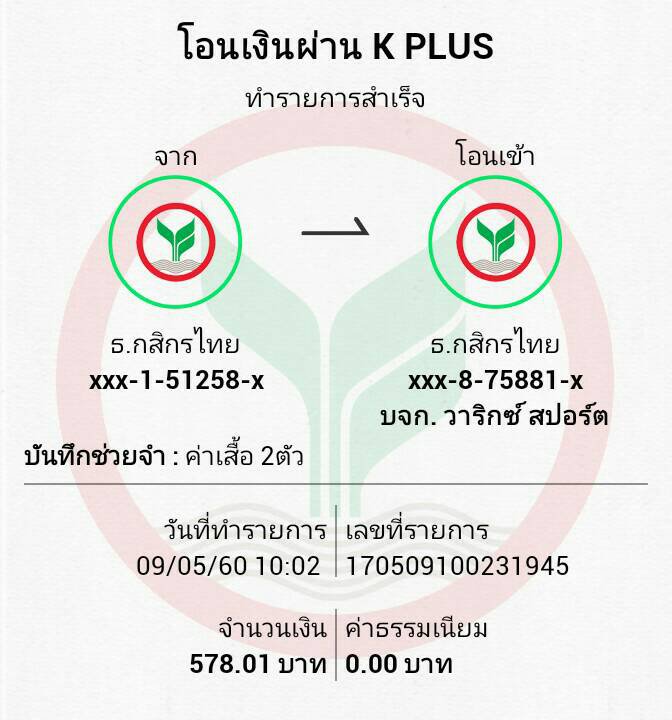 โอนเงินผ่าน K PLUS
ทำรายการสำเร็จ
จาก
โอนเข้า
ธ.กสิกรไทย
xxx-1-51258-x
ธ.กสิกรไทย
xxx-8-75881-x
บจก. วาริกซ์ สปอร์ต
บันทึกช่วยจำ : ค่าเสื้อ 2ตัว
วันที่ทำรายการ
09/05/60 10:02
เลขที่รายการ
170509100231945
จำนวนเงิน
578.01 บาท
ค่าธรรมเนียม
0.00 บาท